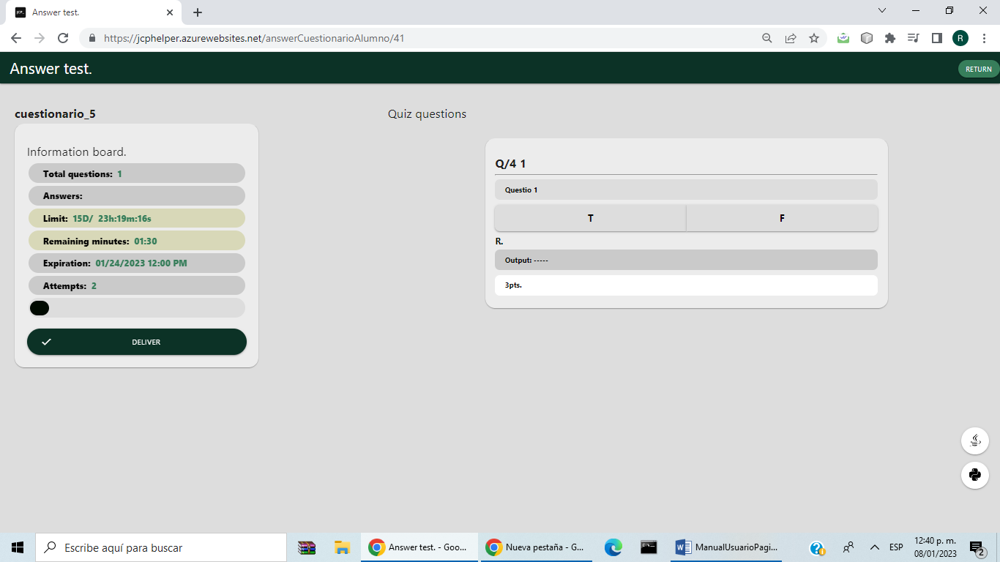 Answer test.
https://jcphelper.azurewebsites.net/answerCuestionarioAlumno/41
R
Answer test.
RETURN
cuestionario_5
Information board.
Total questions: 1
Answers:
Limit: 15D/ 23h:19m:16s
Remaining minutes: 01:30
Expiration: 01/24/2023 12:00 PM
Attempts: 2
DELIVER
Quiz questions
Q/4 1
Questio 1
T F
R.
Output: -----
3pts.
Escribe aquí para buscar
Answer test. - Goo...
Nueva pestaña - G...
ManualUsuarioPagi...
ESP
12:40 p. m.
08/01/2023
2